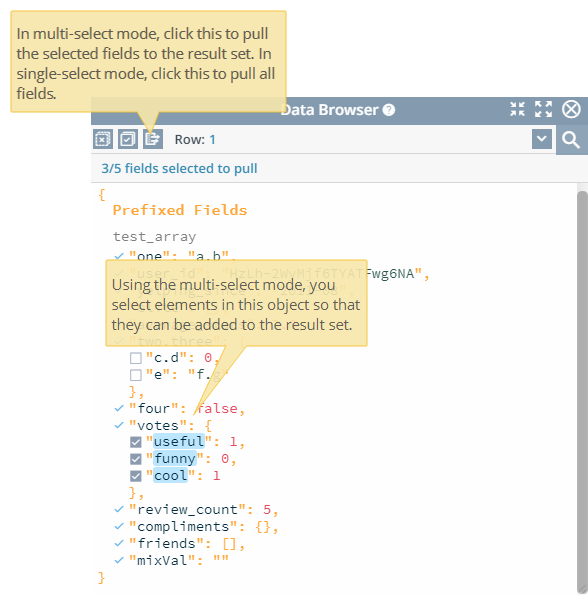 In multi-select mode, click this to pull
the selected fields to the result set. In
single-select mode, click this to pull all
fields.
Data Browser
Row: 1
3/5 fields selected to pull
{
Prefixed Fields
test_array
"one": "a.b",
"user_id": "HzLh-2WyMjf6TYATFwg6NA",
Using the multi-select mode, you
select elements in this object so that
they can be added to the result set.
"two.three": {
"c.d": 0,
"e": "f.g"
},
"four": false,
"votes": {
"useful": 1,
"funny": 0,
"cool": 1
},
"review_count": 5,
"compliments": {},
"friends": [],
"mixVal": ""
}